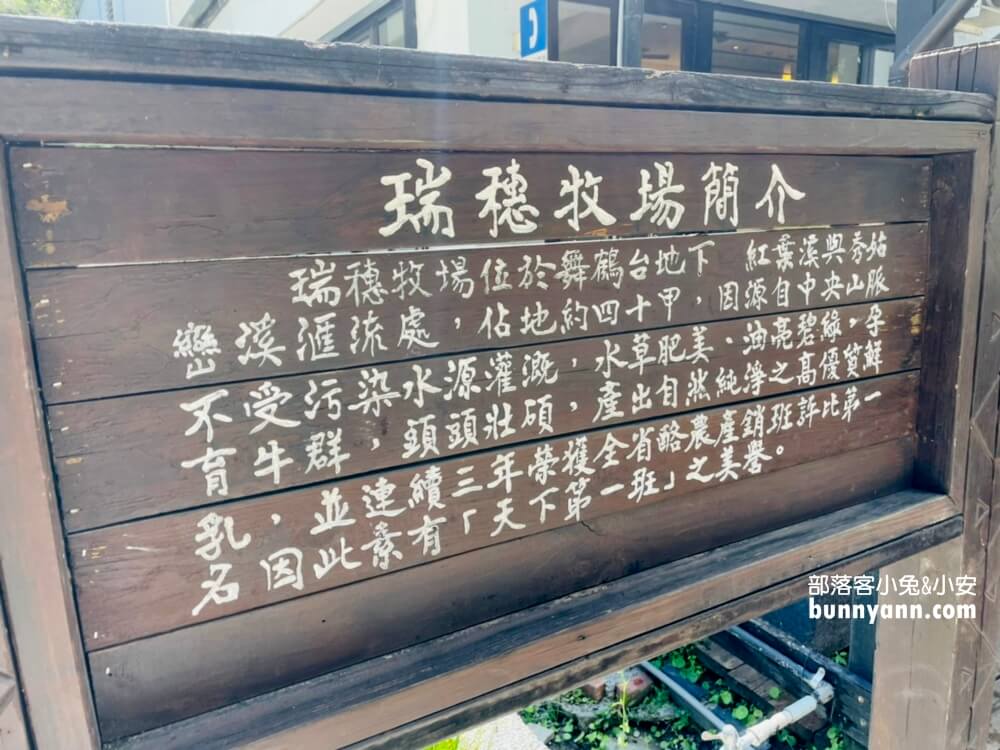 瑞穗牧場簡介
瑞穗牧場位於舞鶴台地下 紅葉溪與秀姑
巒溪滙流處，佔地約四十甲，因源自中央山脈
不受污染水源灌溉，水草肥美、油亮碧綠，孕
育牛群，頭頭壯碩，產出自然純淨之高優質鮮
乳，並連續三年榮獲全省酪農產銷班評比第一
名因此素有「天下第一班」之美譽。
部落客小兔&小安
bunnyann.com